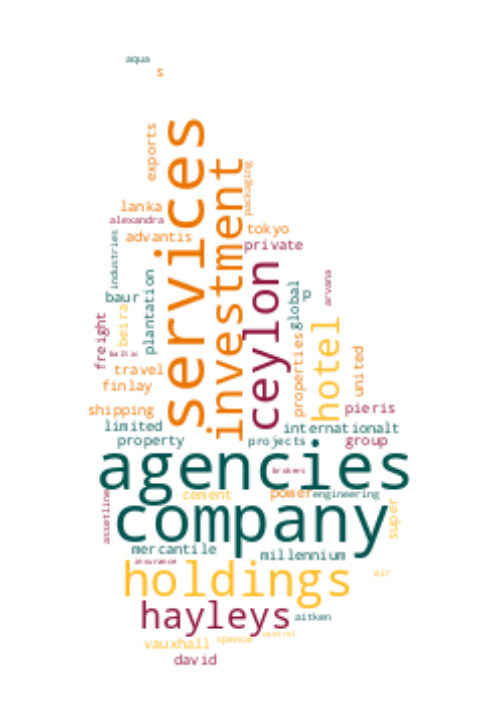 aqua
s
services
exports
investment
packaging
lanka
alexandra
advantis
tokyo
private
industries
baur
beira
plantation
ceylon
global
p
arvana
freight
baltic
travel
finlay
properties
hotel
united
shipping
pieris
limited
internationalt
property
projects
group
agencies
brokers
assetline
cement
power
engineering
super
company
mercantile
millennium
insurance
air
holdings
hayleys
aitken
central
vauxhall
spence
david